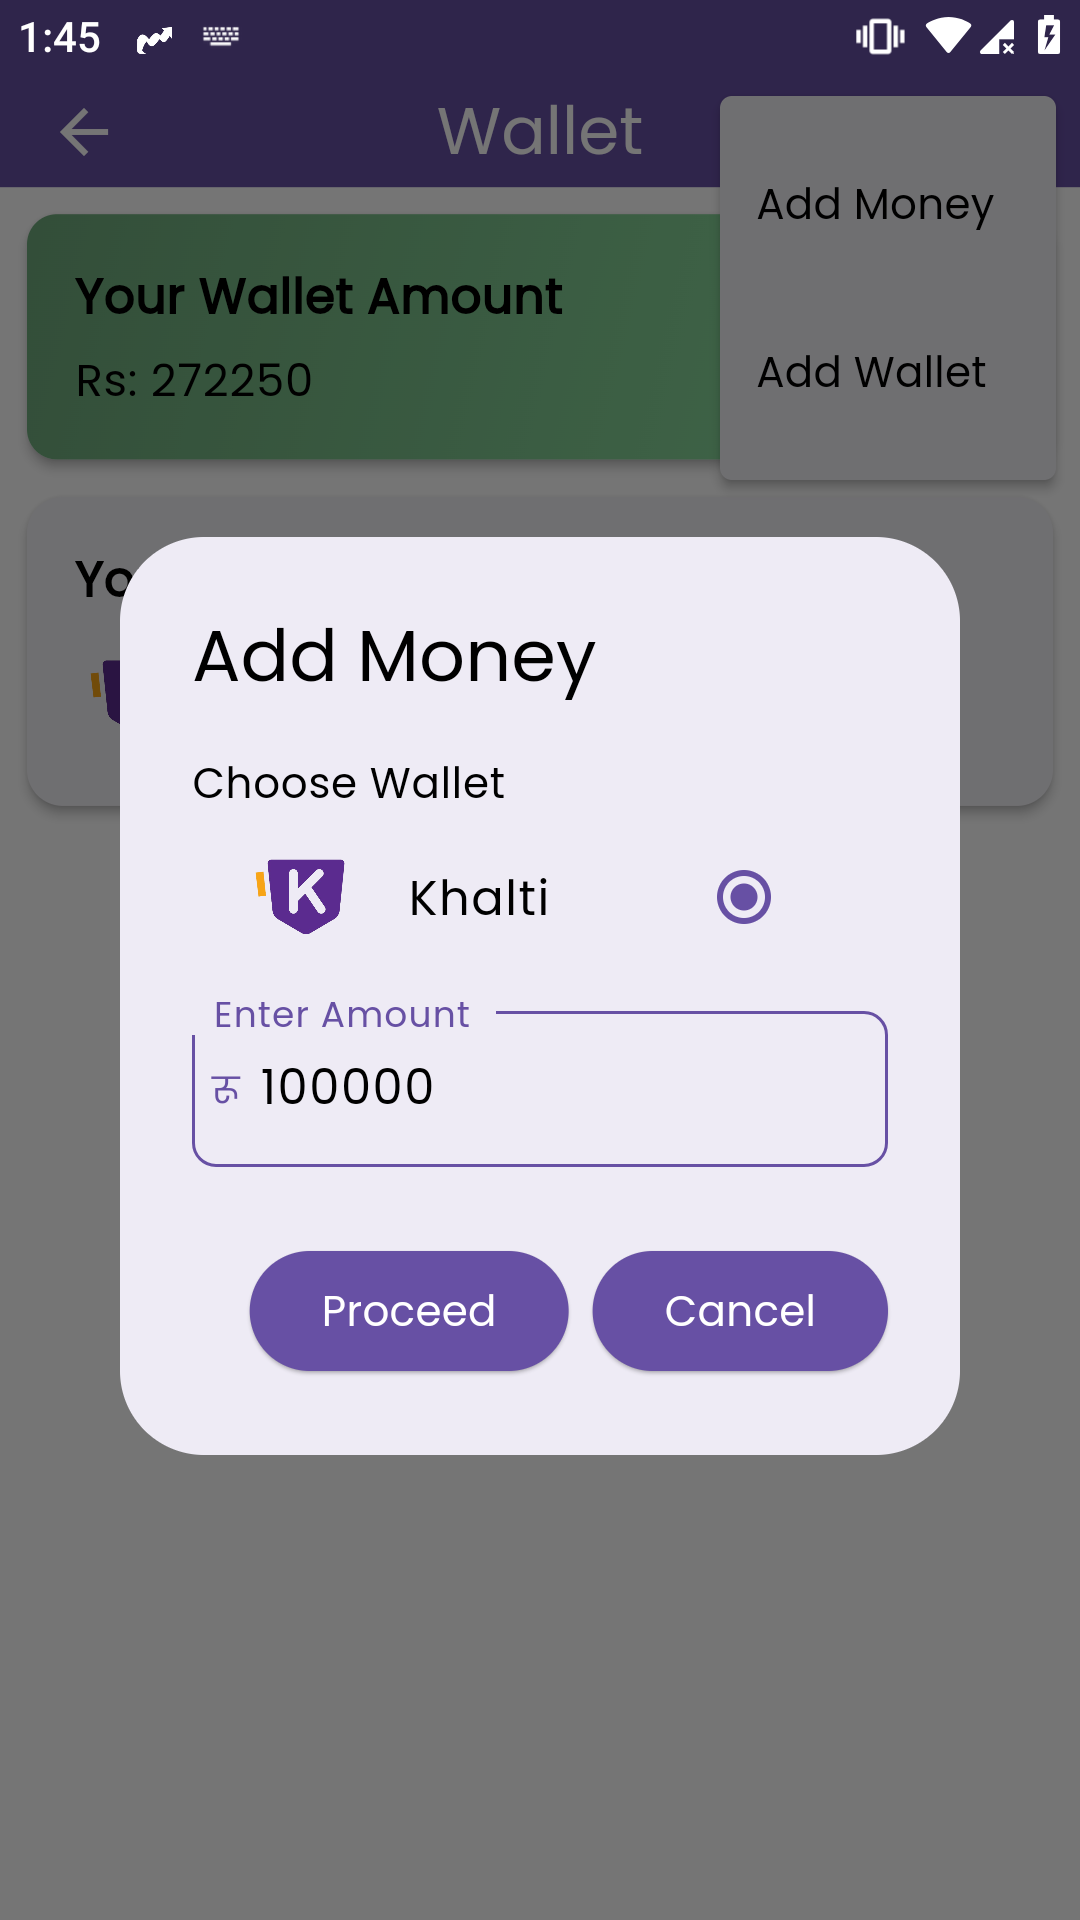 1:45
Wallet
Add Money
Your Wallet Amount
Rs: 272250
Add Wallet
Yo
Add Money
Choose Wallet
K
Khalti
Enter Amount
रू 100000
Proceed
Cancel